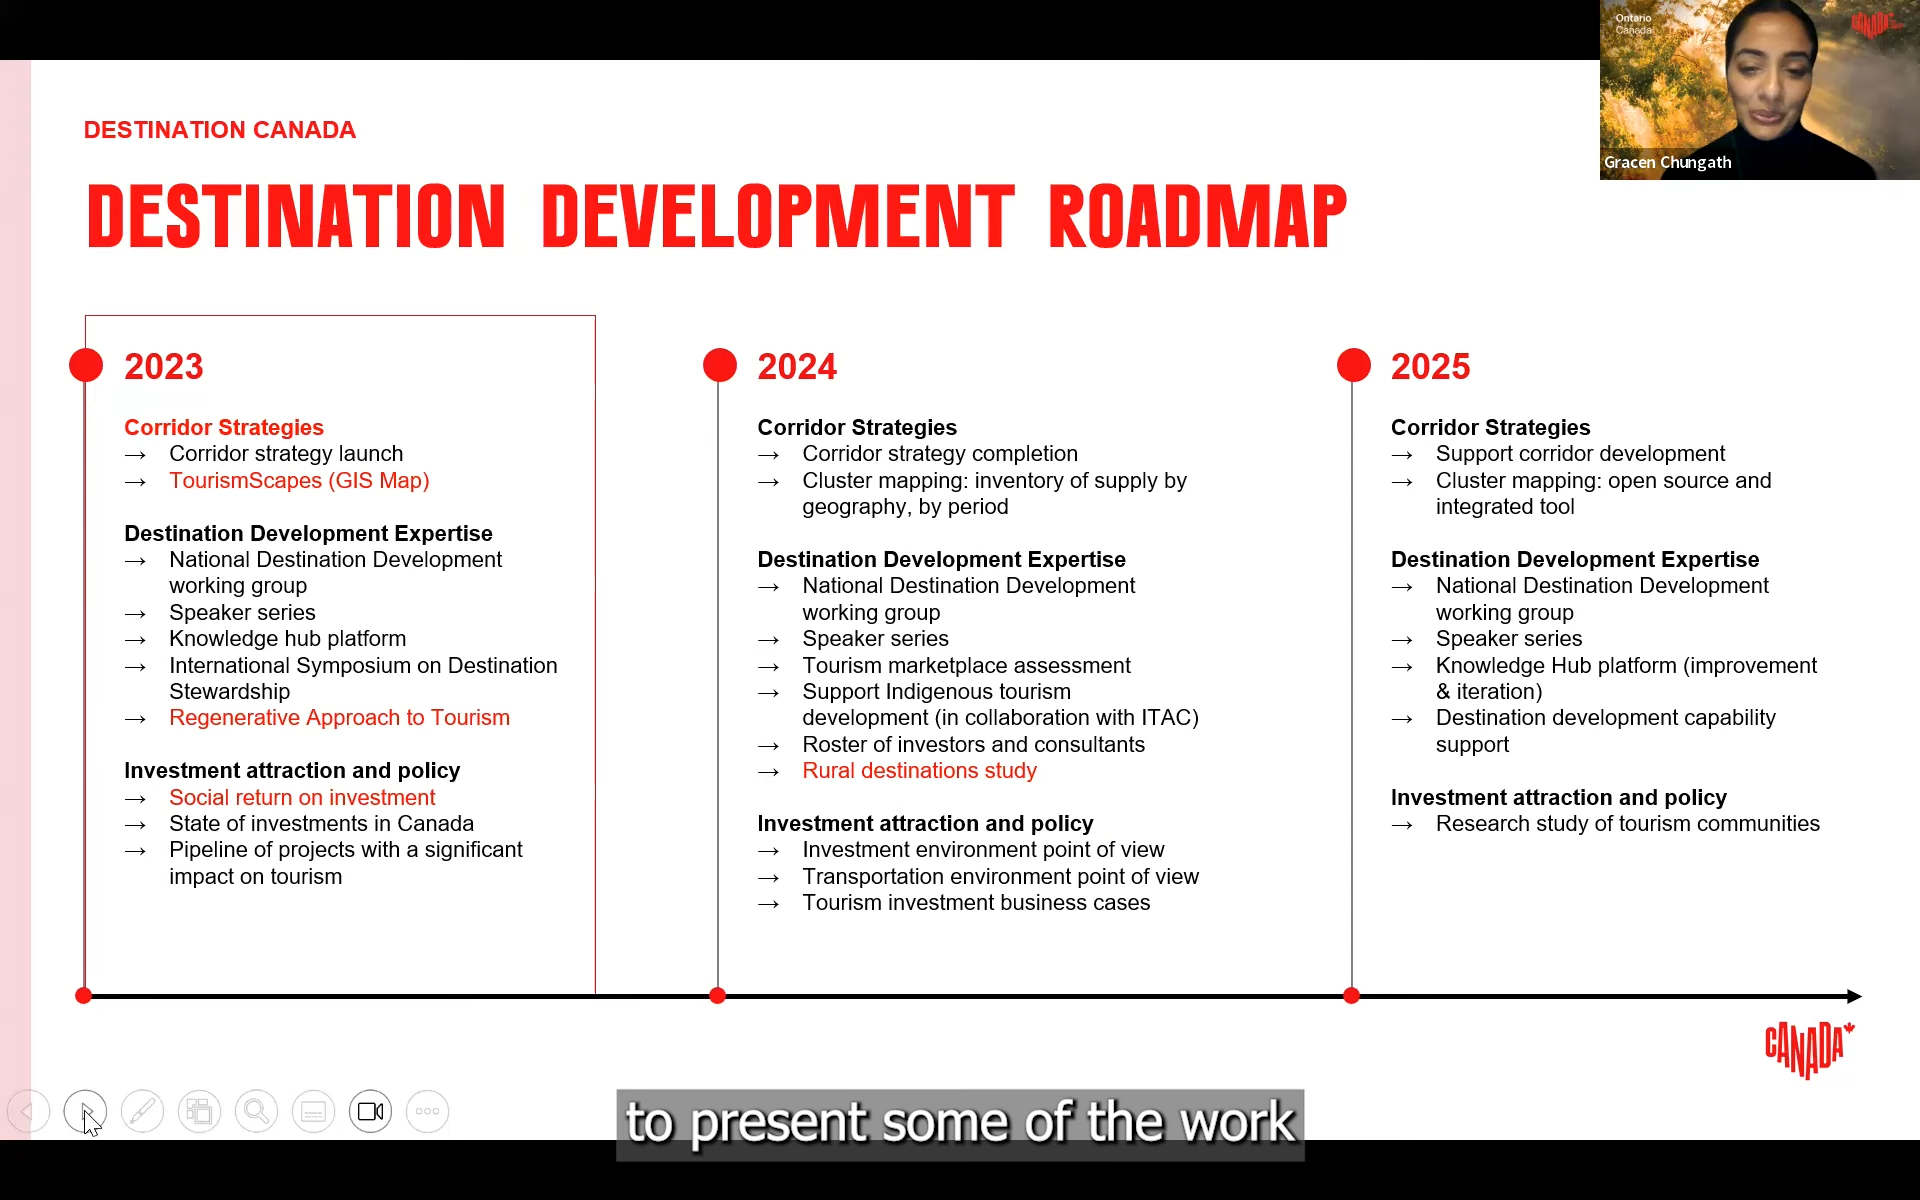 Ontario
Canada
Gracen Chungath
DESTINATION CANADA
DESTINATION DEVELOPMENT ROADMAP
2023
Corridor Strategies
→ Corridor strategy launch
→ TourismScapes (GIS Map)
Destination Development Expertise
→ National Destination Development
working group
→ Speaker series
→ Knowledge hub platform
→ International Symposium on Destination
Stewardship
→ Regenerative Approach to Tourism
Investment attraction and policy
→ Social return on investment
→ State of investments in Canada
→ Pipeline of projects with a significant
impact on tourism
2024
Corridor Strategies
→ Corridor strategy completion
→ Cluster mapping: inventory of supply by
geography, by period
Destination Development Expertise
→ National Destination Development
working group
→ Speaker series
→ Tourism marketplace assessment
→ Support Indigenous tourism
development (in collaboration with ITAC)
→ Roster of investors and consultants
→ Rural destinations study
Investment attraction and policy
→ Investment environment point of view
→ Transportation environment point of view
→ Tourism investment business cases
2025
Corridor Strategies
→ Support corridor development
→ Cluster mapping: open source and
integrated tool
Destination Development Expertise
→ National Destination Development
working group
→ Speaker series
→ Knowledge Hub platform (improvement
& iteration)
→ Destination development capability
support
Investment attraction and policy
→ Research study of tourism communities
CANADA
to present some of the work